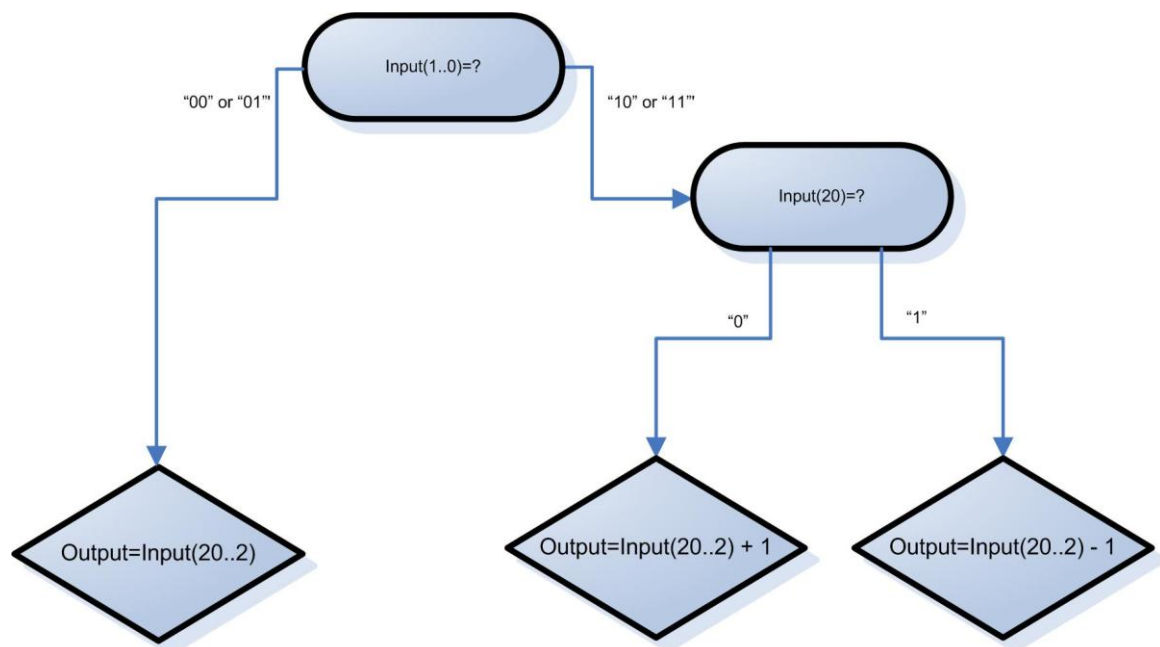 Input(1..0)=?
“00” or “01”'
“10” or “11”'
Input(20)=?
“0”
“1”
Output=Input(20..2)
Output=Input(20..2) + 1
Output=Input(20..2) - 1